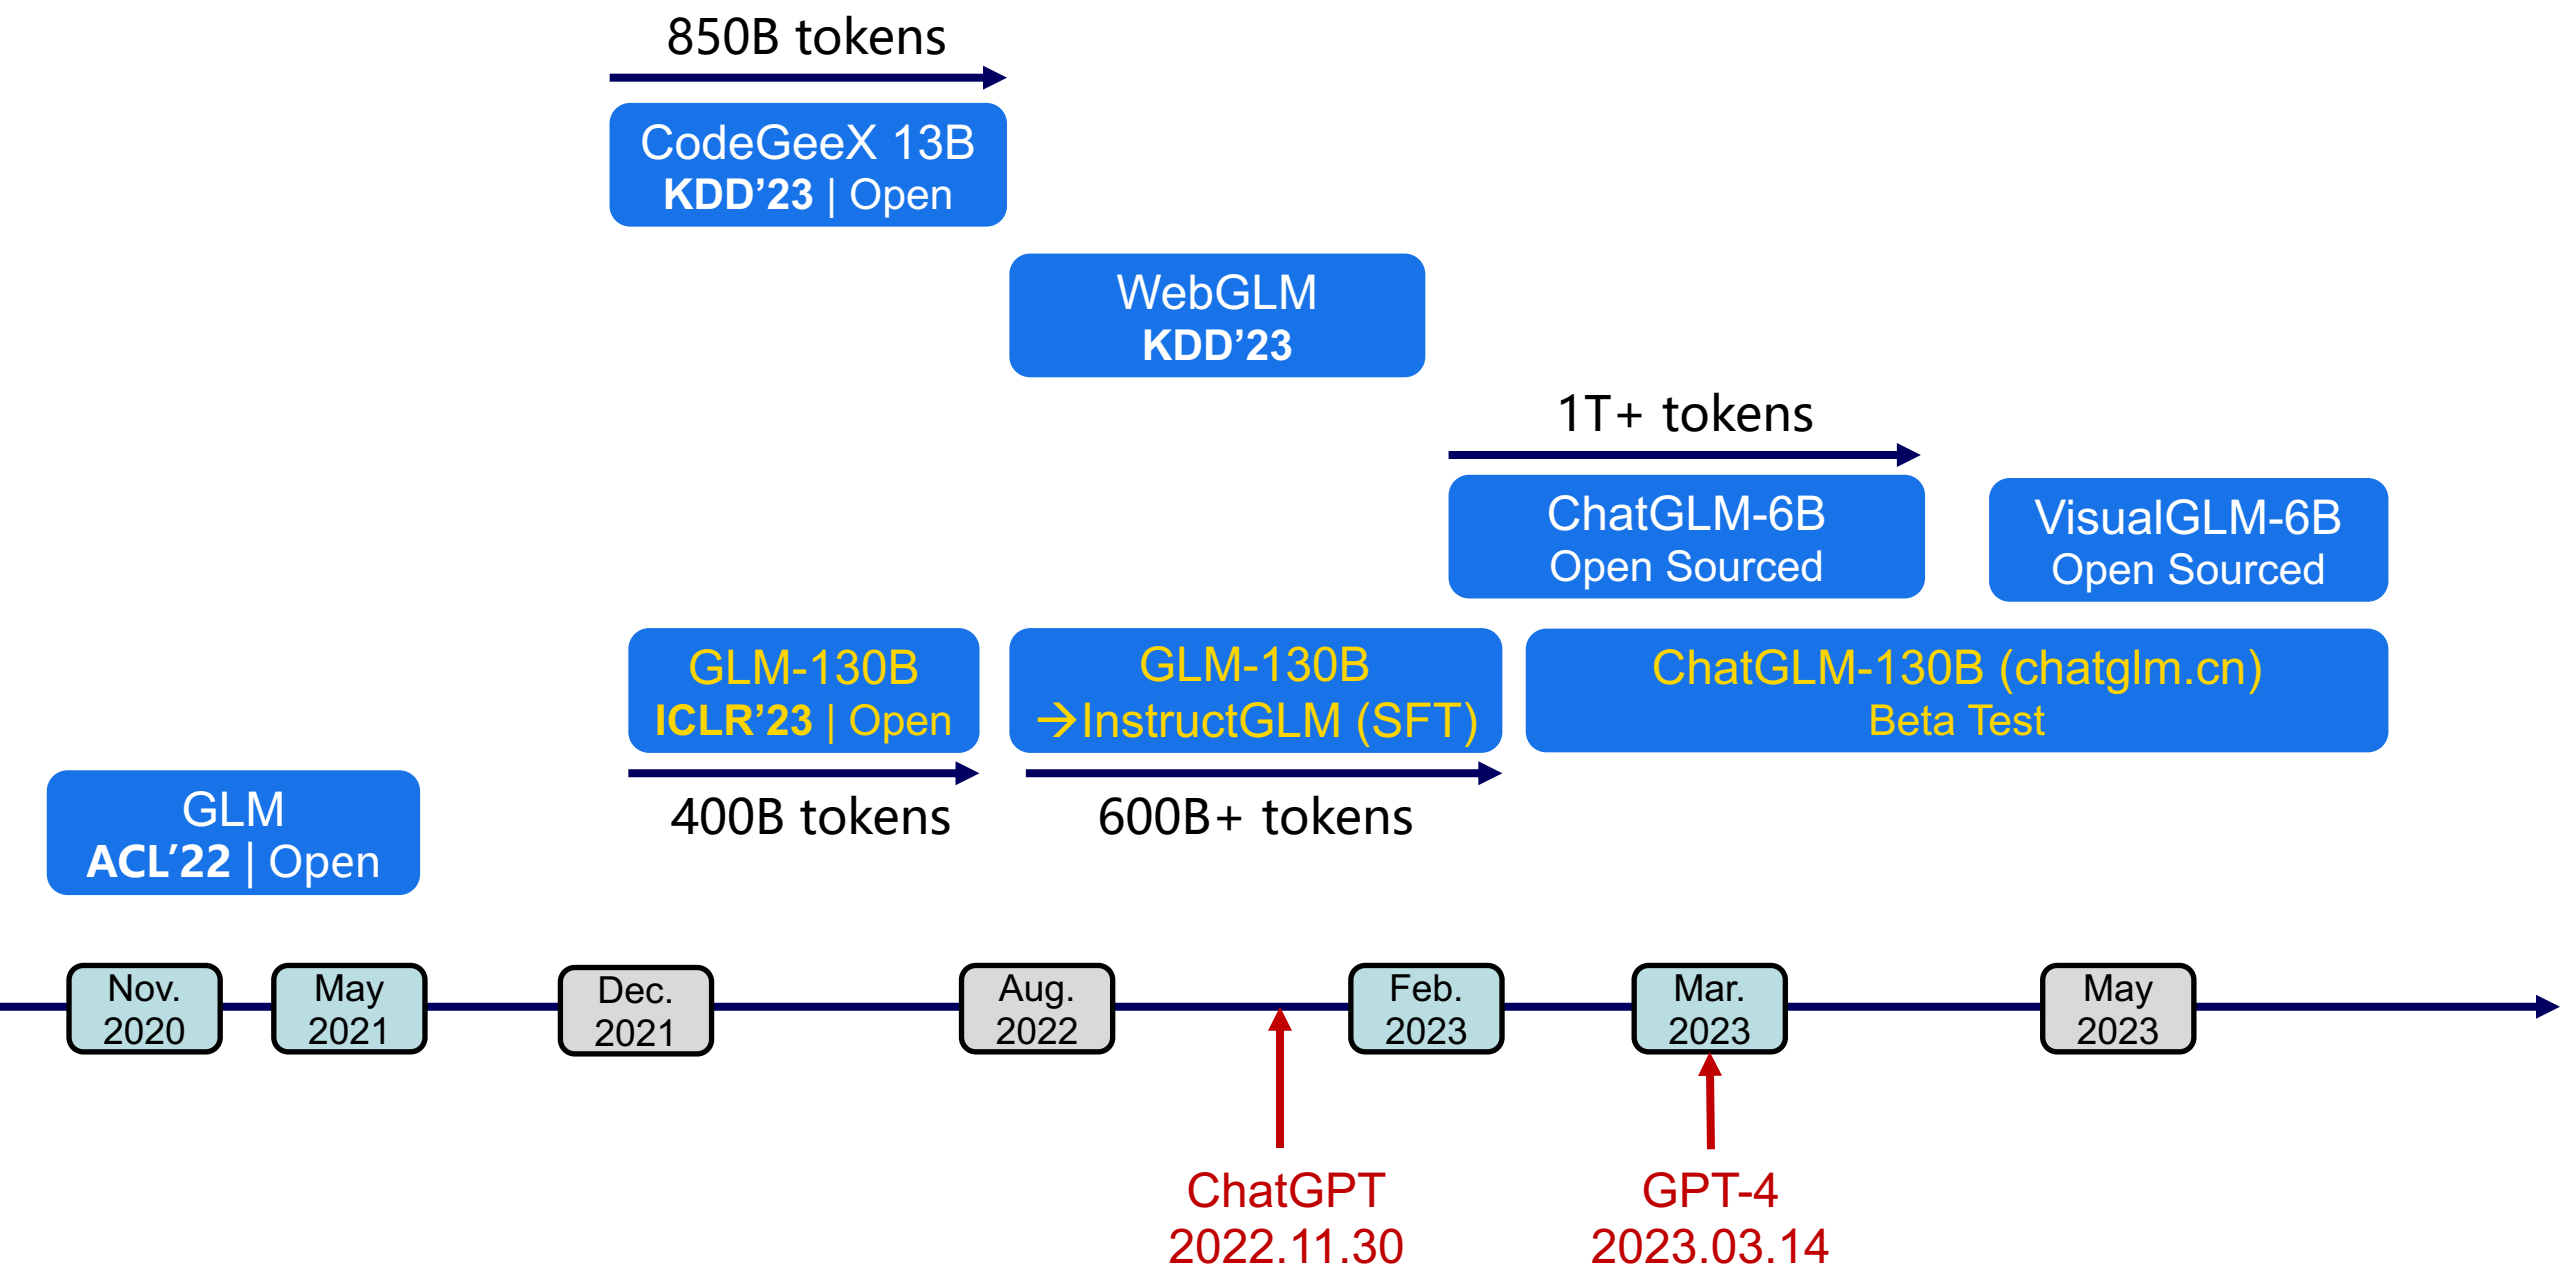 850B tokens
CodeGeeX 13B
KDD’23 | Open
WebGLM
KDD’23
1T+ tokens
ChatGLM-6B
Open Sourced
VisualGLM-6B
Open Sourced
GLM-130B
ICLR’23 | Open
400B tokens
GLM-130B
→InstructGLM (SFT)
600B+ tokens
ChatGLM-130B (chatglm.cn)
Beta Test
GLM
ACL’22 | Open
Nov.
2020
May
2021
Dec.
2021
Aug.
2022
Feb.
2023
Mar.
2023
May
2023
ChatGPT
2022.11.30
GPT-4
2023.03.14